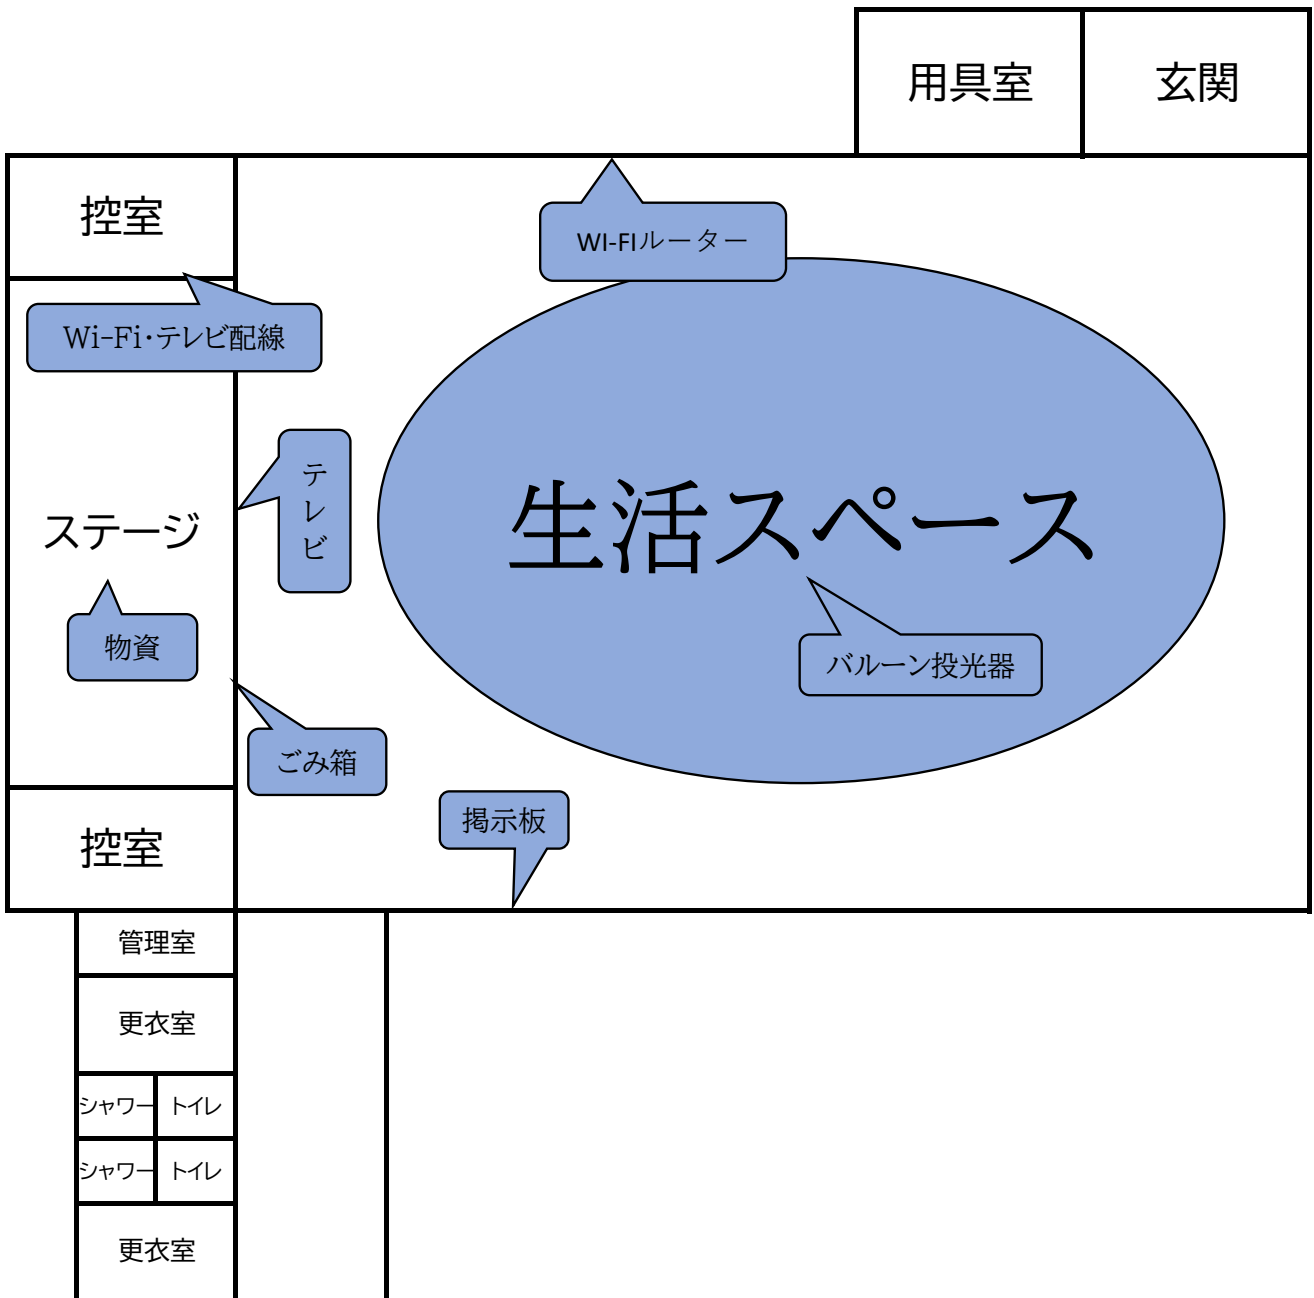 用具室
玄関
控室
WI-FIルーター
Wi-Fi・テレビ配線
テレビ
生活スペース
ステージ
物資
バルーン投光器
ごみ箱
掲示板
控室
管理室
更衣室
シャワー
トイレ
シャワー
トイレ
更衣室